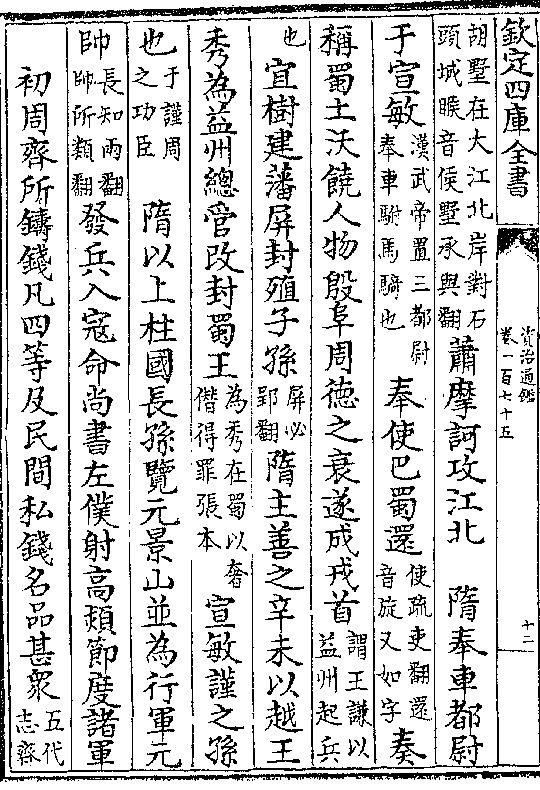 欽定四庫全書
資治通鑑
卷一百七十五
十二
胡墅在大江北岸對石
頭城睺音侯墅承與翻
蕭摩訶攻江北
隋奉車都尉
于宣敏
漢武帝置三都尉
奉車駙馬騎也
奉使巴蜀還
使疏吏翻還
音旋又如字
奏
稱蜀土沃饒人物殷阜周德之衰遂成戎首
謂王謙以
益州起兵
也
宜樹建藩屏封殖子孫
屏必
郢翻
隋主善之辛未以越王
秀為益州總管改封蜀王
為秀在蜀以奢
僭得罪張本
宣敏謹之孫
也
于謹周
之功臣
隋以上柱國長孫覽元景山並為行軍元
帥
長知兩翻
帥所類翻
發兵入寇命尚書左僕射高熲節度諸軍
初周齊所鑄錢凡四等及民間私錢名品甚衆
五代
志齊